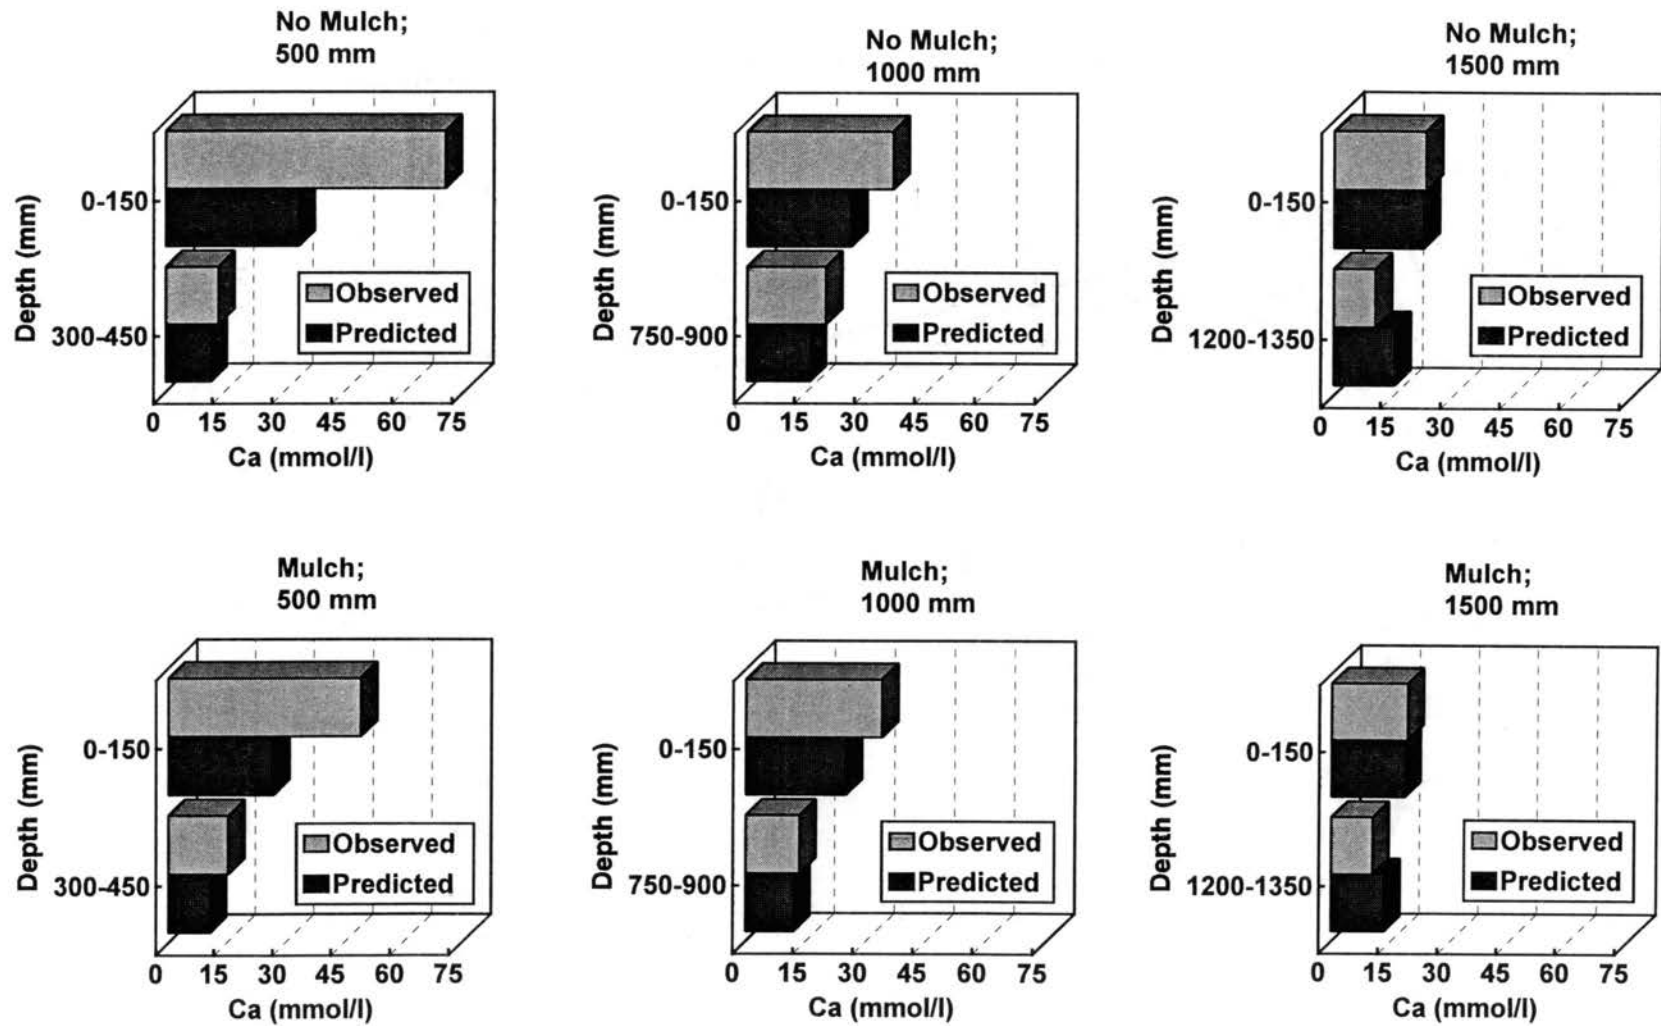 No Mulch;
500 mm
Depth (mm)
0-150
300-450
Observed
Predicted
0 15 30 45 60 75
Ca (mmol/l)
No Mulch;
1000 mm
Depth (mm)
0-150
750-900
Observed
Predicted
0 15 30 45 60 75
Ca (mmol/l)
No Mulch;
1500 mm
Depth (mm)
0-150
1200-1350
Observed
Predicted
0 15 30 45 60 75
Ca (mmol/l)
Mulch;
500 mm
Depth (mm)
0-150
300-450
Observed
Predicted
0 15 30 45 60 75
Ca (mmol/l)
Mulch;
1000 mm
Depth (mm)
0-150
750-900
Observed
Predicted
0 15 30 45 60 75
Ca (mmol/l)
Mulch;
1500 mm
Depth (mm)
0-150
1200-1350
Observed
Predicted
0 15 30 45 60 75
Ca (mmol/l)